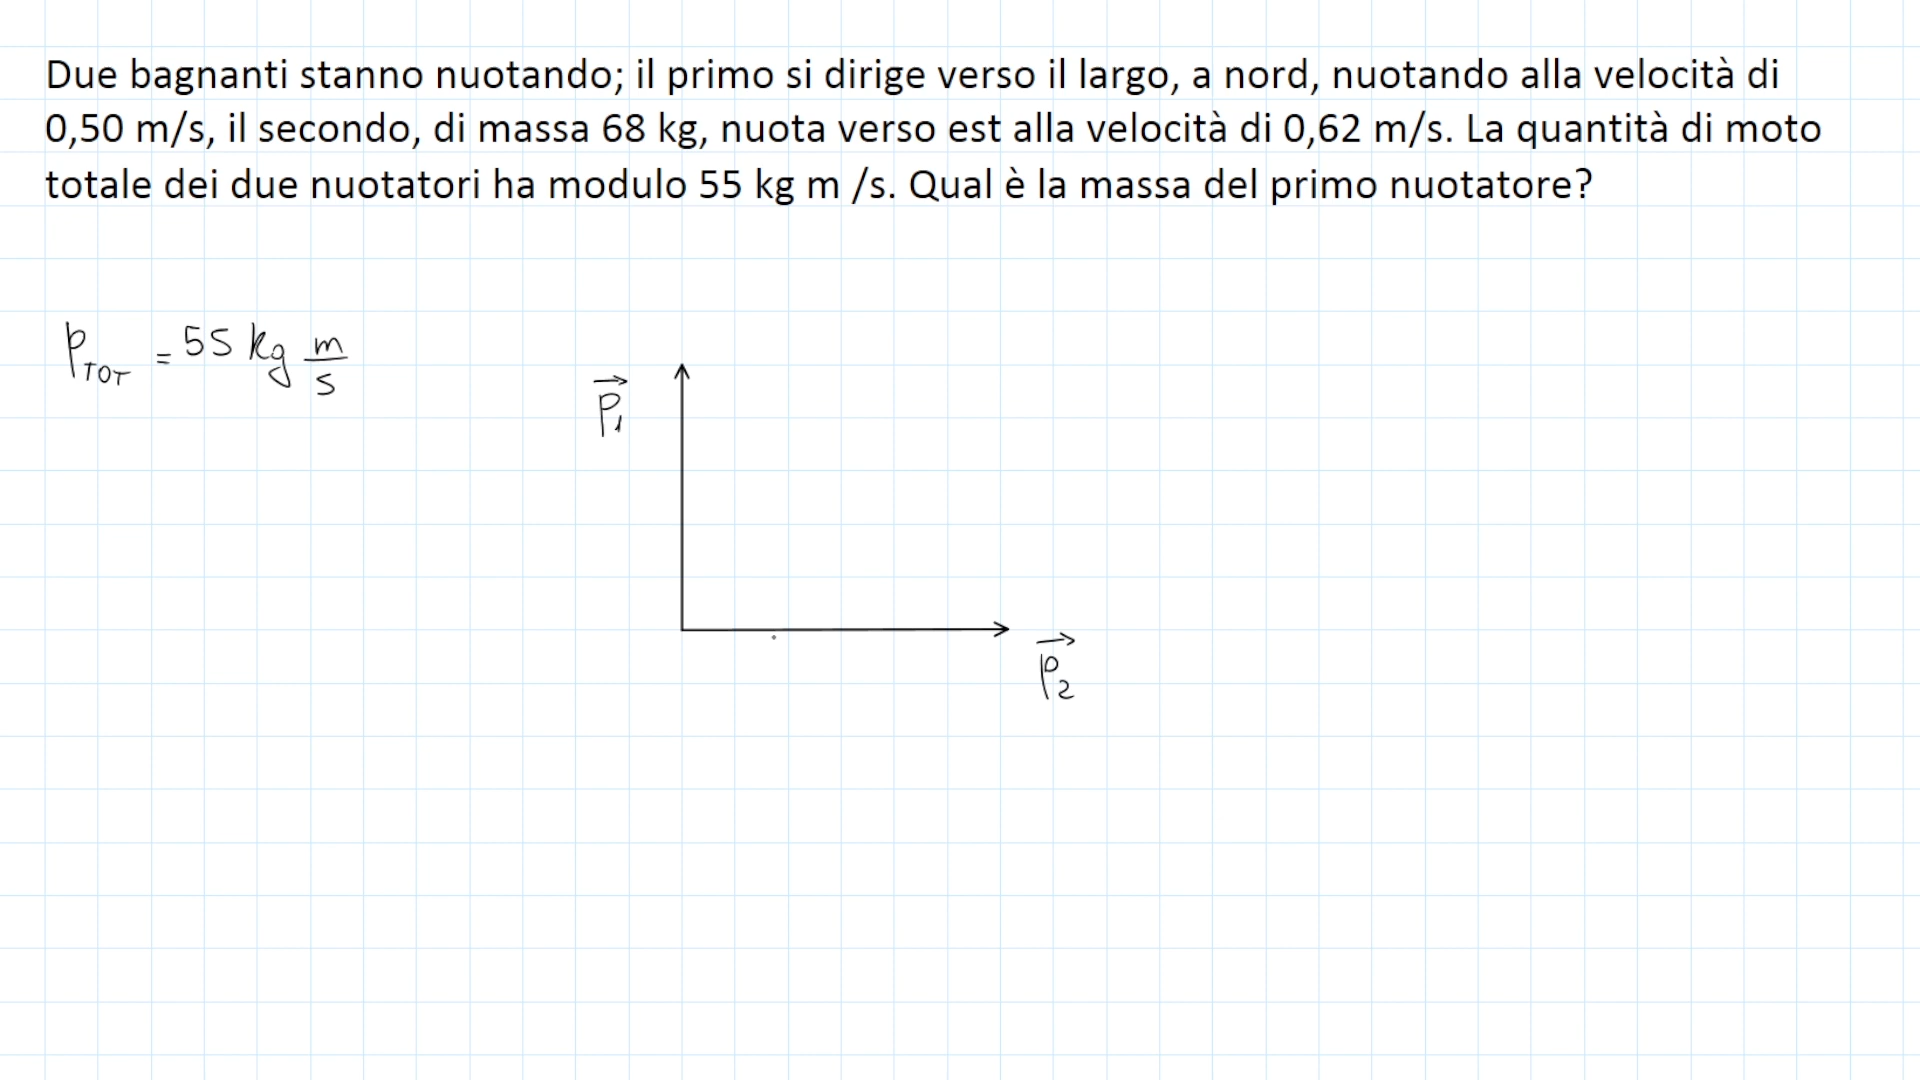 Due bagnanti stanno nuotando; il primo si dirige verso il largo, a nord, nuotando alla velocità di
0,50 m/s, il secondo, di massa 68 kg, nuota verso est alla velocità di 0,62 m/s. La quantità di moto
totale dei due nuotatori ha modulo 55 kg m /s. Qual è la massa del primo nuotatore?
P_TOT = 55 kg m/s
P₁
P₂